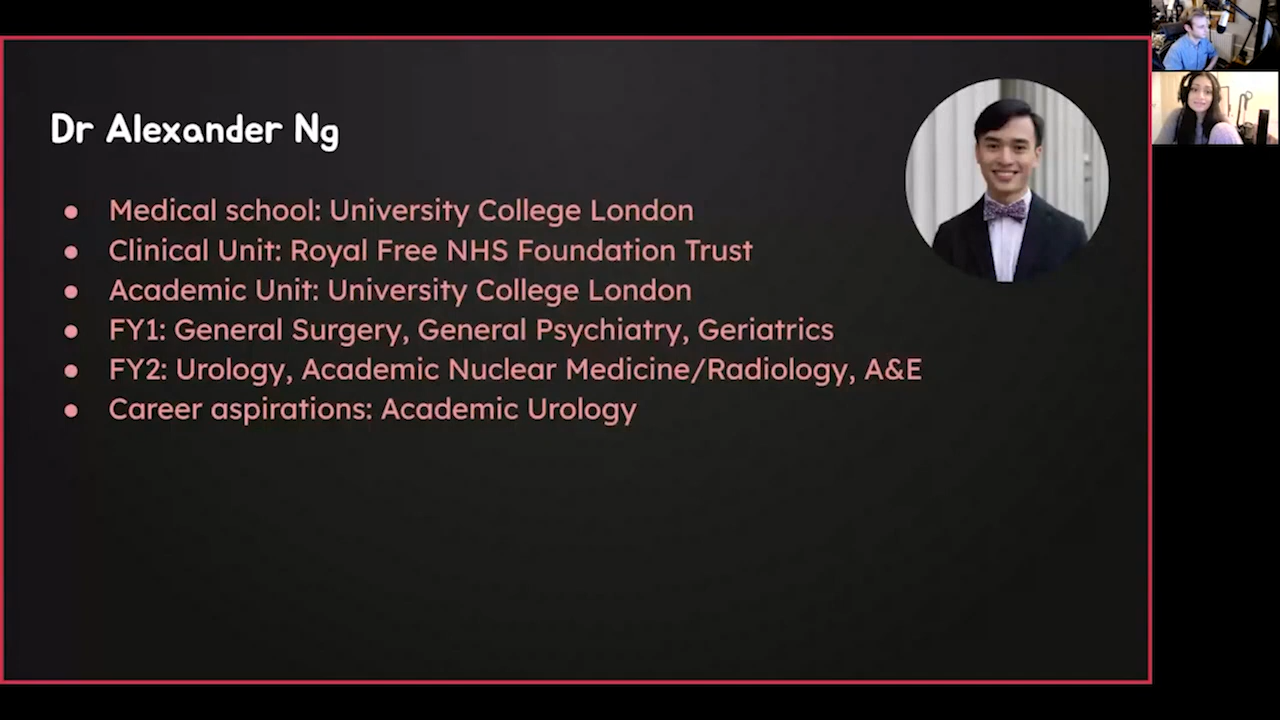 Dr Alexander Ng
● Medical school: University College London
● Clinical Unit: Royal Free NHS Foundation Trust
● Academic Unit: University College London
● FY1: General Surgery, General Psychiatry, Geriatrics
● FY2: Urology, Academic Nuclear Medicine/Radiology, A&E
● Career aspirations: Academic Urology